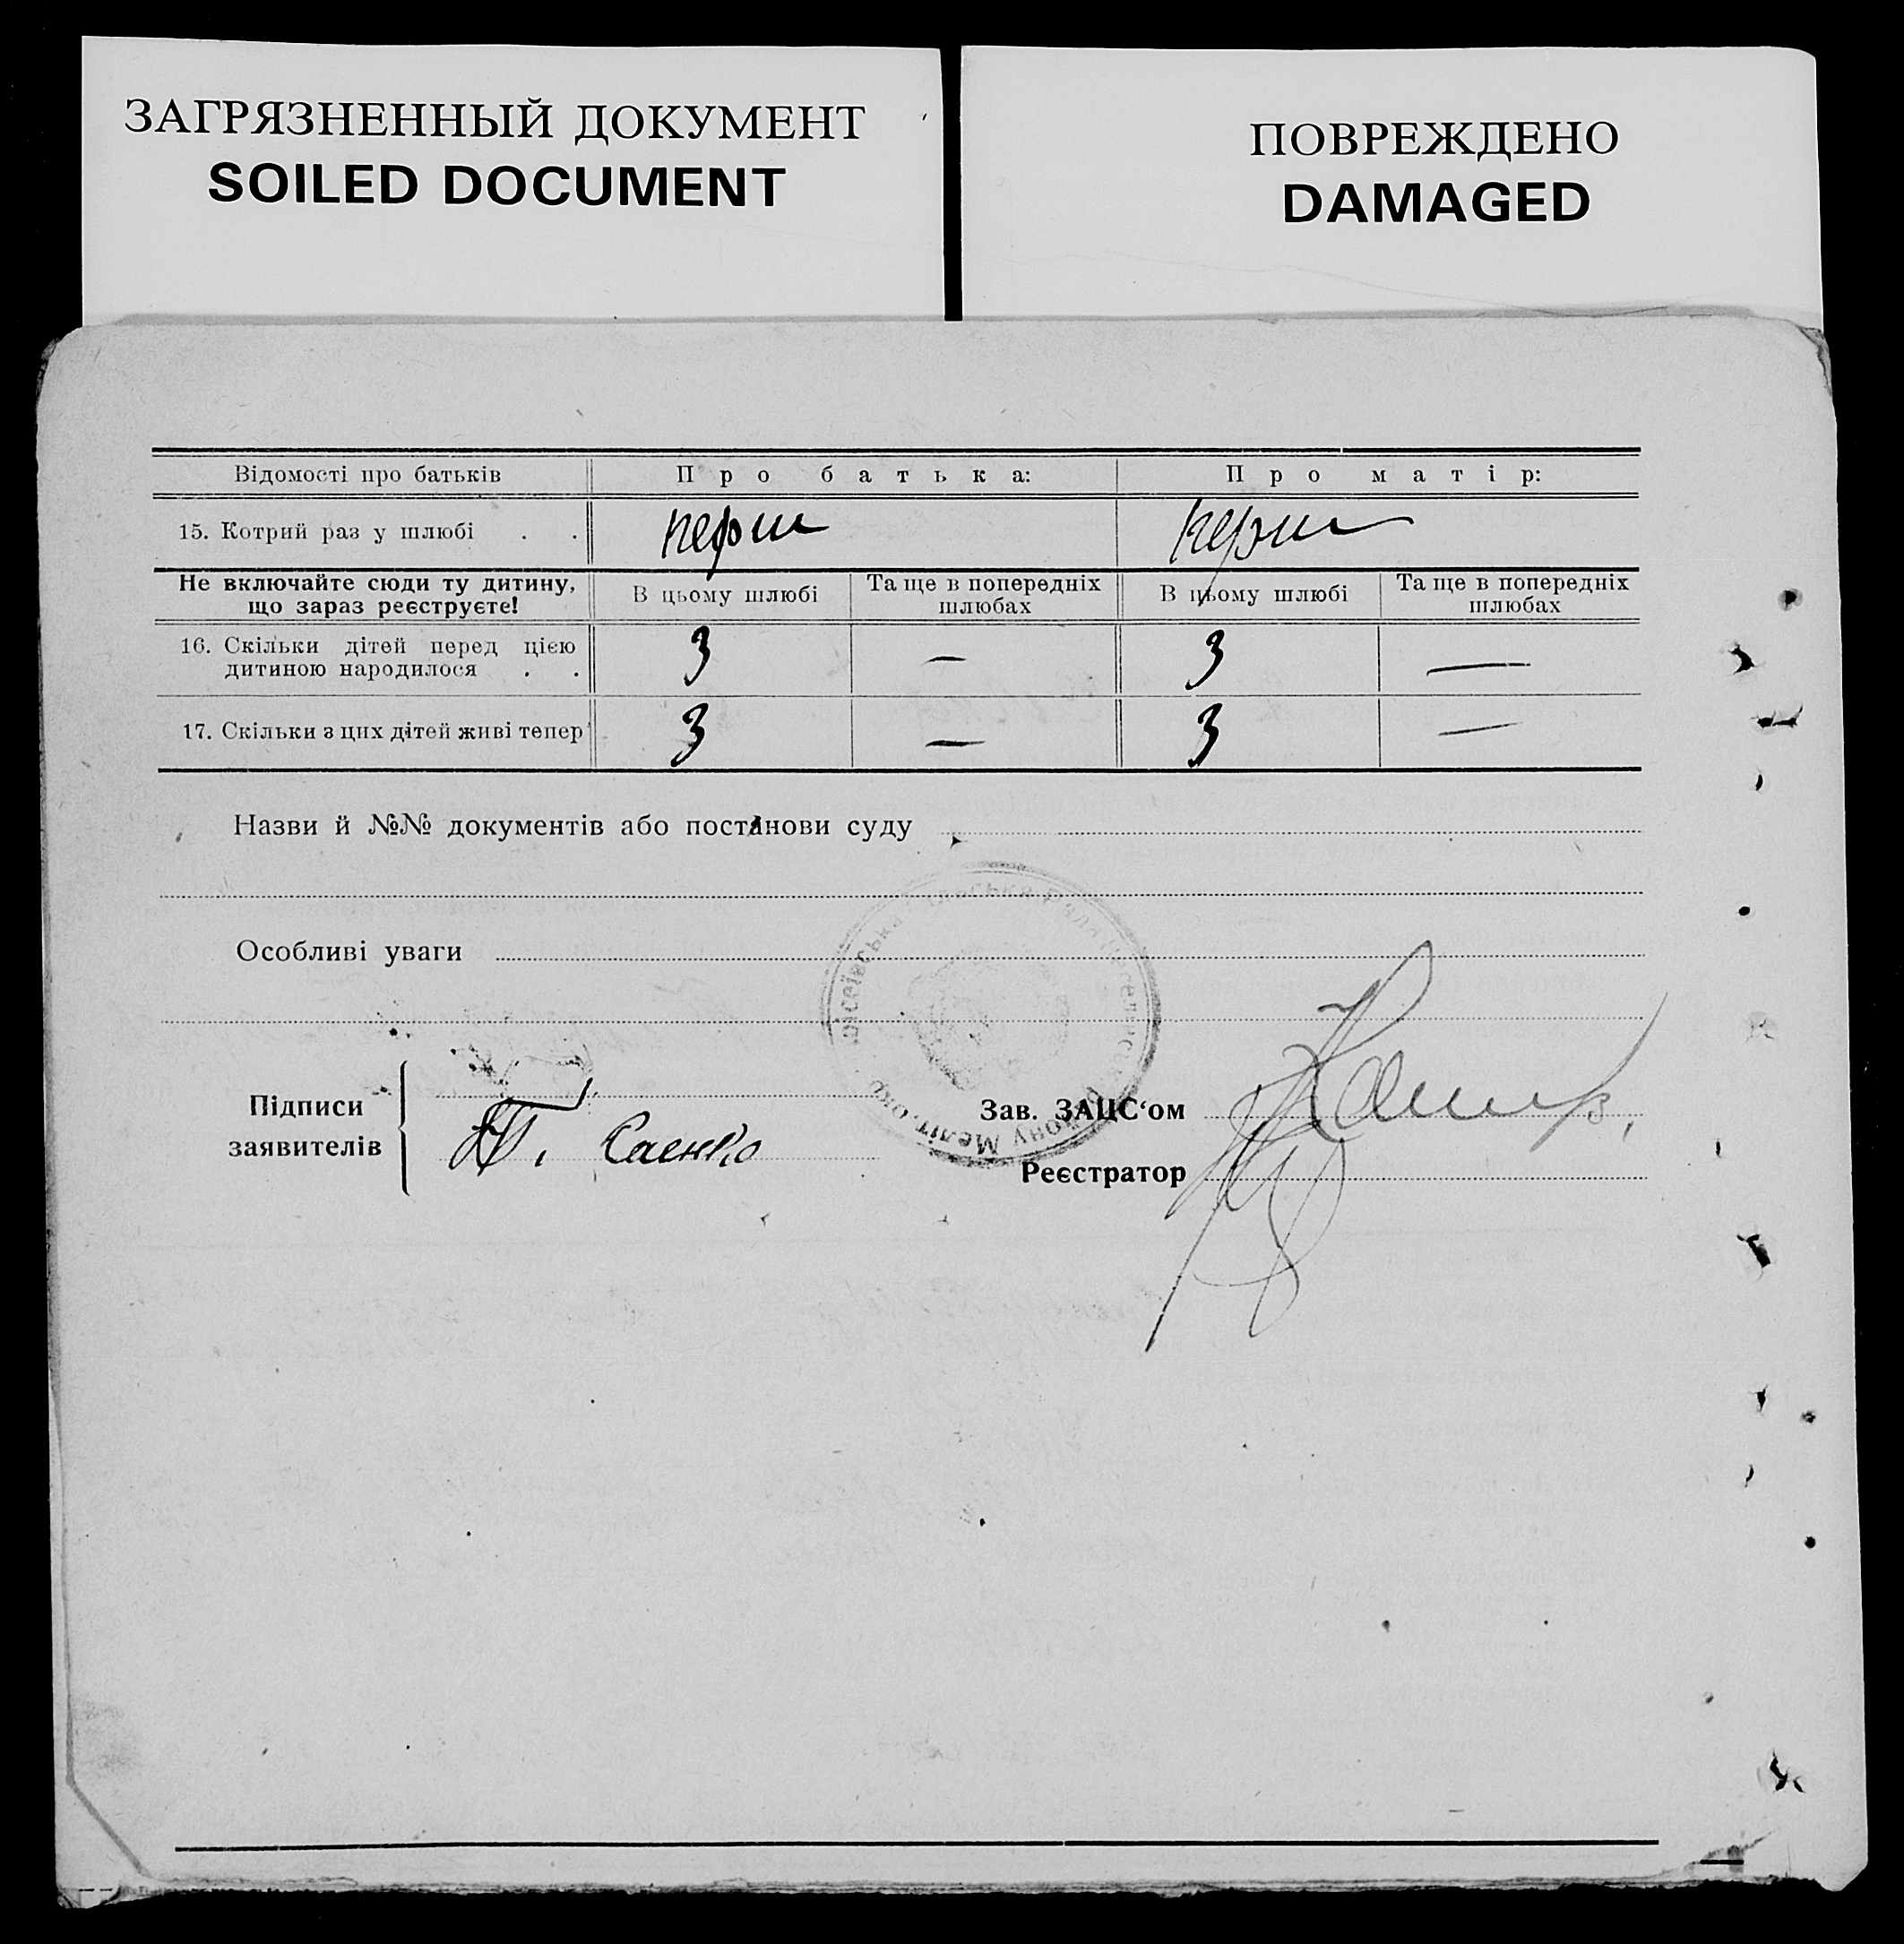 ЗАГРЯЗНЕННЫЙ ДОКУМЕНТ
SOILED DOCUMENT
ПОВРЕЖДЕНО
DAMAGED
Відомості про батьків Про батька: Про матір:
15. Котрий раз у шлюбі . . перш перш
Не включайте сюди ту дитину, що зараз реєструєте! В цьому шлюбі Та ще в попередніх шлюбах В цьому шлюбі Та ще в попередніх шлюбах
16. Скільки дітей перед цією дитиною народилося . . 3 — 3 —
17. Скільки з цих дітей живі тепер 3 — 3 —
Назви й №№ документів або постанови суду
Особливі уваги
Підписи заявителів
Саенко
Зав. ЗАЦС‘ом
Реєстратор